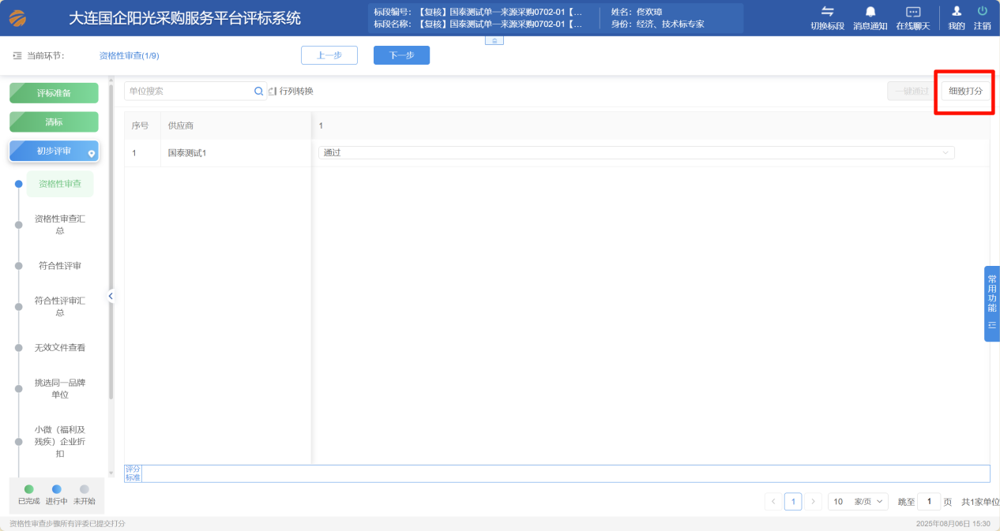 大连国企阳光采购服务平台评标系统
标段编号：【复核】国泰测试单一来源采购0702-01【...
标段名称：【复核】国泰测试单一来源采购0702-01【...
姓名：佟欢璋
身份：经济、技术标专家
切换标段
消息通知
在线聊天
我的
注销
当前环节：
资格性审查(1/9)
上一步
下一步
评标准备
清标
初步评审
资格性审查
资格性审查汇
总
符合性评审
符合性评审汇
总
无效文件查看
挑选同一品牌
单位
小微（福利及
残疾）企业折
扣
已完成
进行中
未开始
单位搜索
行列转换
一键通过
细致打分
序号
供应商
1
1
国泰测试1
通过
常用功能
评分
标准
1
10
家/页
跳至
1
页
共1家单位
资格性审查步骤所有评委已提交打分
2025年08月06日 15:30